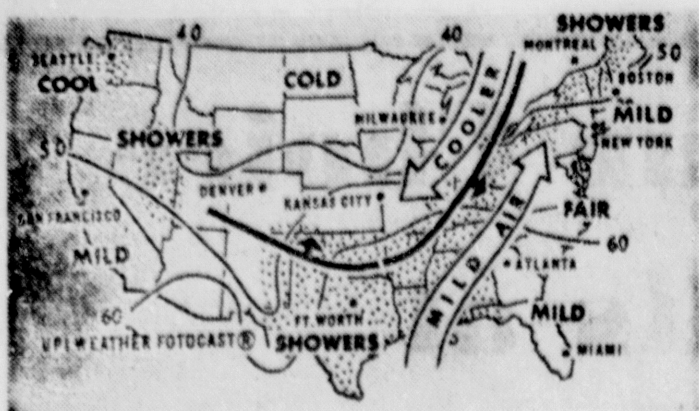 SHOWERS
40
40
MONTREAL
50
SEATTLE
COOL
COLD
BOSTON
MILWAUKEE
COOLER
MILD
SHOWERS
NEW YORK
50
DENVER
KANSAS CITY
SAN FRANCISCO
FAIR
MILD
MILD AIR
60
ATLANTA
60
FT. WORTH
MILD
UPI WEATHER FOTOCAST®
SHOWERS
MIAMI